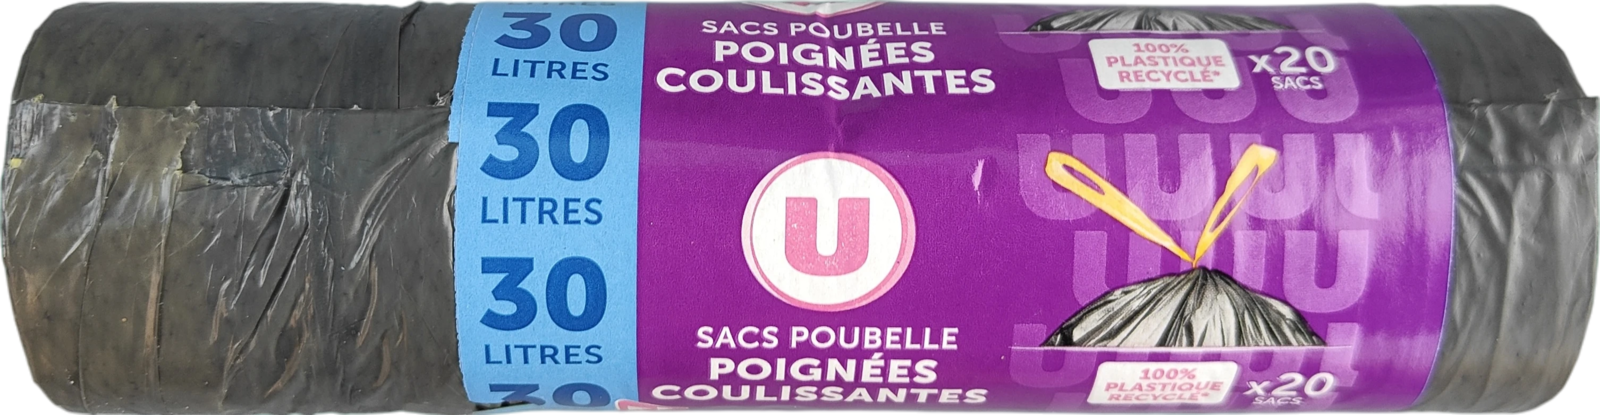 30
LITRES
30
LITRES
30
LITRES
30
SACS POUBELLE
POIGNÉES
COULISSANTES
U
SACS POUBELLE
POIGNÉES
COULISSANTES
100%
PLASTIQUE
RECYCLÉ*
x20
SACS
100%
PLASTIQUE
RECYCLÉ*
x20
SACS